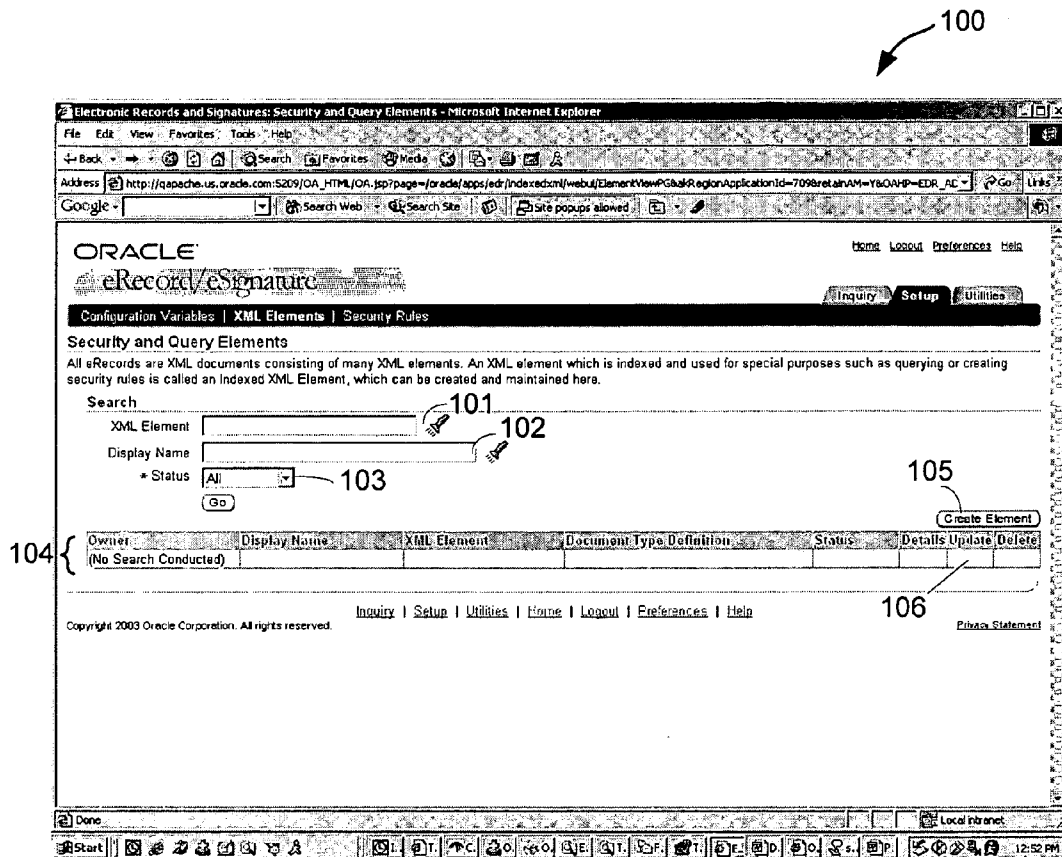 100
Electronic Records and Signatures: Security and Query Elements - Microsoft Internet Explorer
File Edit View Favorites Tools Help
Back Search Favorites Media
Address http://qapache.us.oracle.com:5209/OA_HTML/OA.jsp?page=/oracle/apps/edr/indexedxml/webui/ElementViewPG&akRegionApplicationId=709&retainAM=Y&OAHP=EDR_AD Go Links
Google Search Web Search Site Site popups allowed
ORACLE
eRecord/eSignature
Home Logout Preferences Help
Inquiry Setup Utilities
Configuration Variables | XML Elements | Security Rules
Security and Query Elements
All eRecords are XML documents consisting of many XML elements. An XML element which is indexed and used for special purposes such as querying or creating
security rules is called an Indexed XML Element, which can be created and maintained here.
Search
XML Element 101
Display Name 102
* Status All 103
Go
105
Create Element
104 {
Owner Display Name XML Element Document Type Definition Status Details Update Delete
(No Search Conducted)
106
Inquiry | Setup | Utilities | Home | Logout | Preferences | Help
Copyright 2003 Oracle Corporation. All rights reserved.
Privacy Statement
Done
Local intranet
Start
12:52 PM